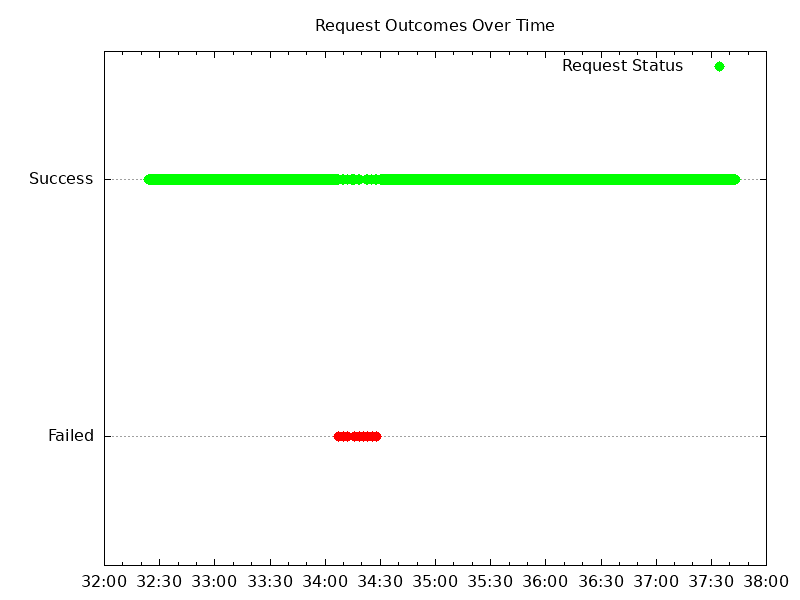 Request Outcomes Over Time
Request Status
Success
Failed
32:00 32:30 33:00 33:30 34:00 34:30 35:00 35:30 36:00 36:30 37:00 37:30 38:00